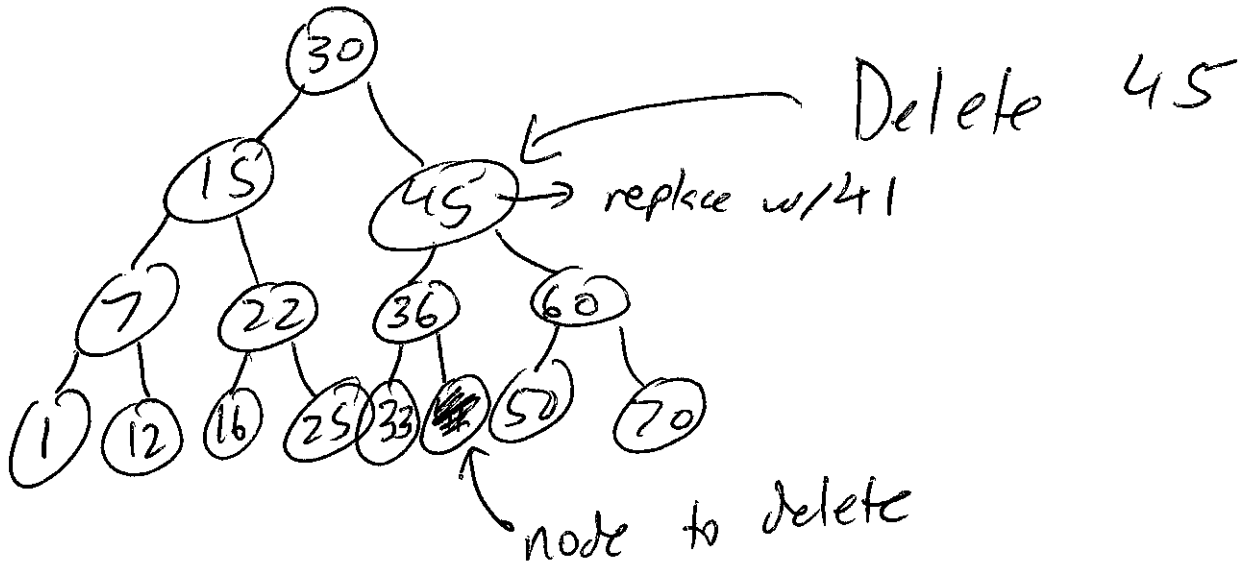 30
Delete 45
15 45 replace w/41
7 22 36 60
1 12 16 25 33 50 70
node to delete